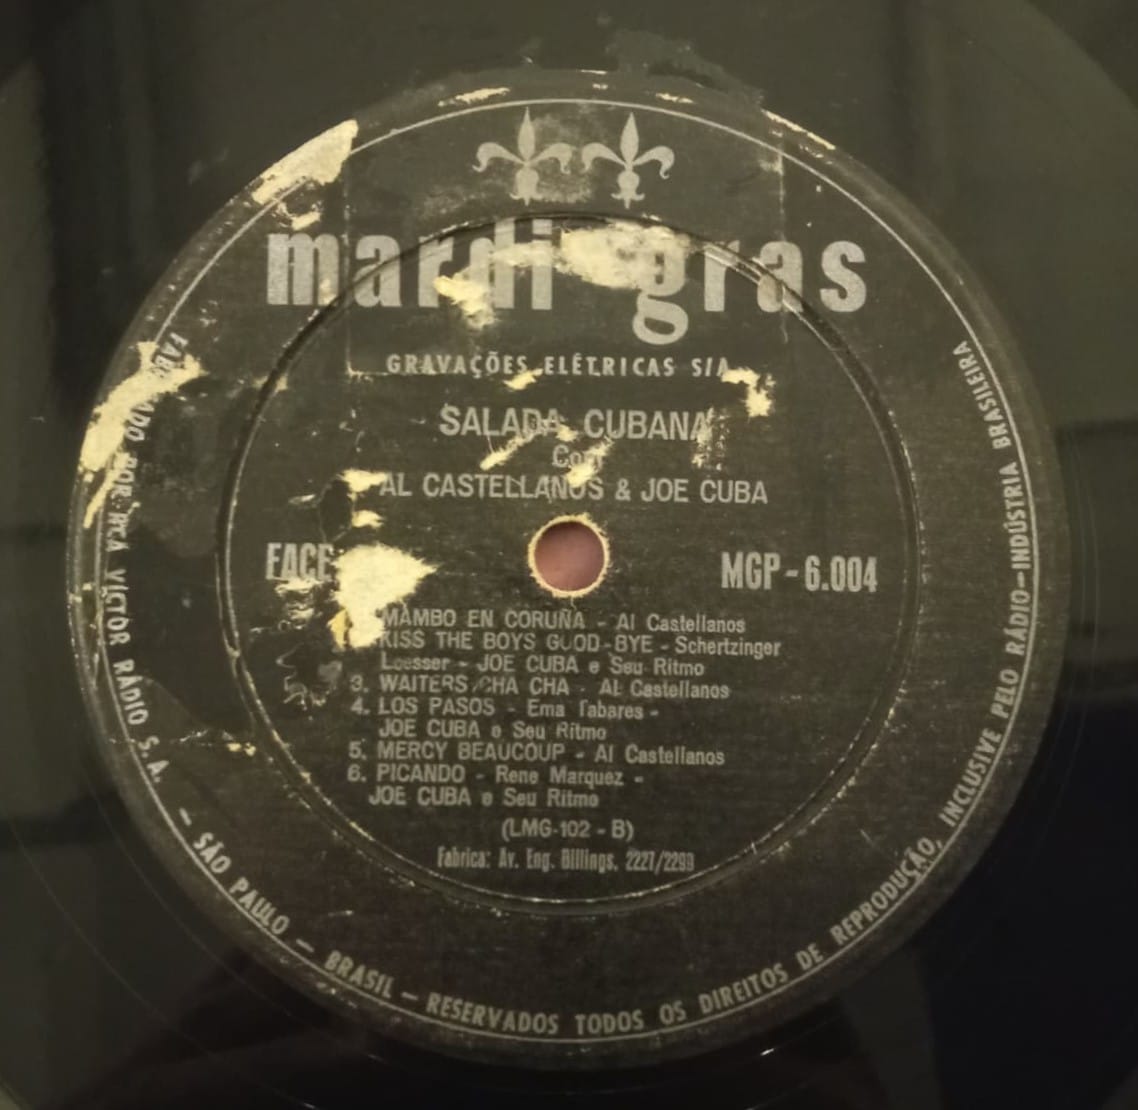 mardi gras
GRAVAÇÕES ELÉTRICAS S/A
SALADA CUBANA
Com
AL CASTELLANOS & JOE CUBA
FACE
MGP - 6.004
MAMBO EN CORUÑA - Al Castellanos
KISS THE BOYS GOOD-BYE - Schertzinger
Loesser - JOE CUBA e Seu Ritmo
3. WAITERS CHA CHA - Al Castellanos
4. LOS PASOS - Ema Tabares -
JOE CUBA e Seu Ritmo
5. MERCY BEAUCOUP - Al Castellanos
6. PICANDO - Rene Marquez -
JOE CUBA e Seu Ritmo
(LMG-102 - B)
Fabrica: Av. Eng. Billings, 2227/2299
POR RCA VICTOR RÁDIO S.A. - SÃO PAULO - BRASIL - RESERVADOS TODOS OS DIREITOS DE REPRODUÇÃO, INCLUSIVE PELO RÁDIO-INDÚSTRIA BRASILEIRA